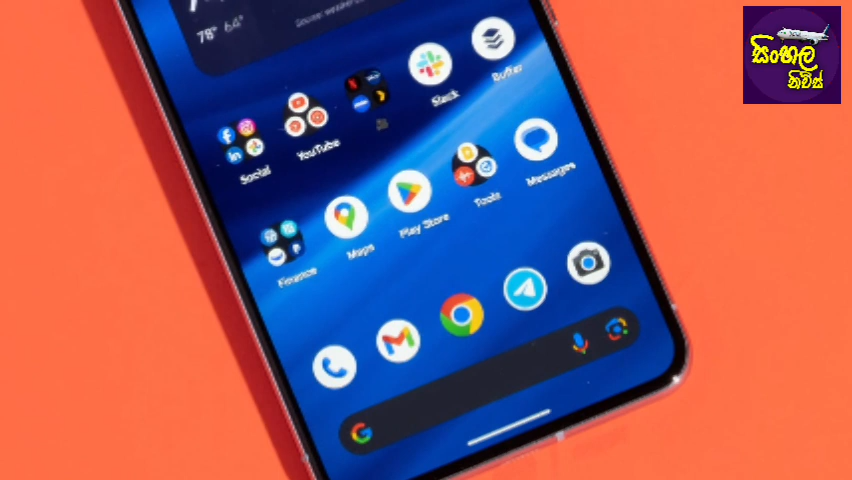 සිංහල
නිව්ස්
78° 64°
Slack
Buffer
Social
YouTube
Finance
Maps
Play Store
Tools
Messages